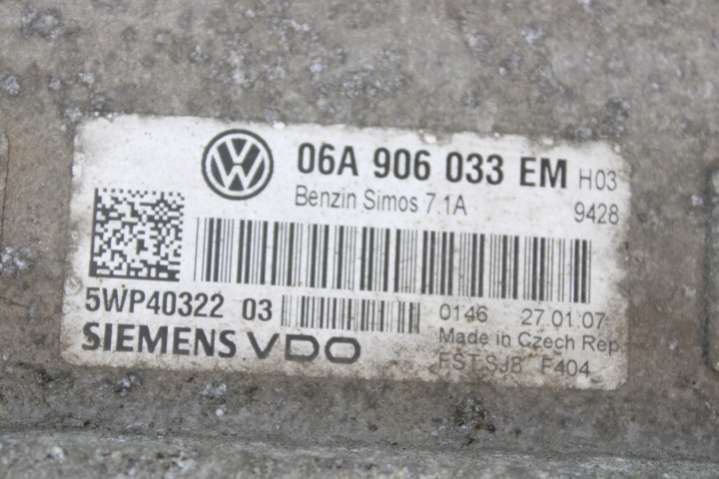 06A 906 033 EM H03
Benzin Simos 7.1A 9428
5WP40322 03 0146 27.01.07
SIEMENS VDO Made in Czech Rep
FSTSJB F404